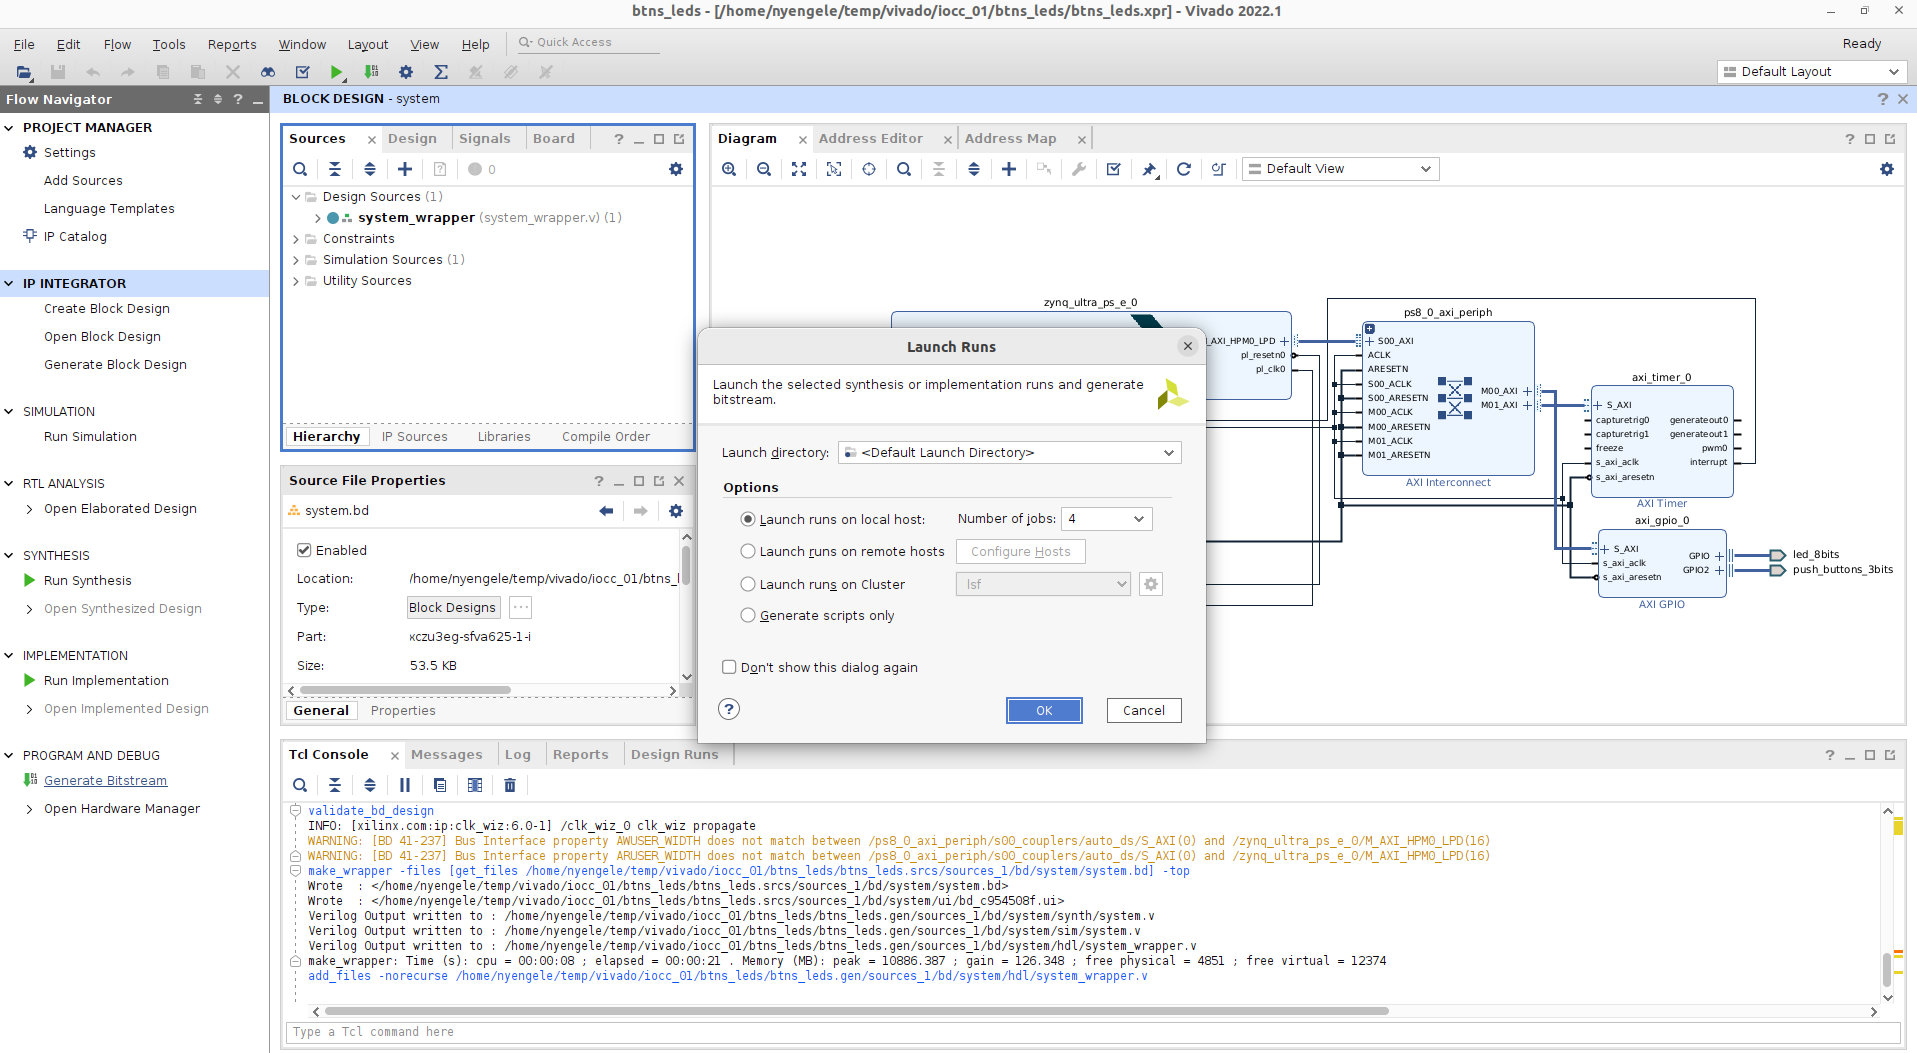 btns_leds - [/home/nyengele/temp/vivado/iocc_01/btns_leds/btns_leds.xpr] - Vivado 2022.1
File Edit Flow Tools Reports Window Layout View Help Quick Access Ready
Default Layout
Flow Navigator
PROJECT MANAGER
Settings
Add Sources
Language Templates
IP Catalog
IP INTEGRATOR
Create Block Design
Open Block Design
Generate Block Design
SIMULATION
Run Simulation
RTL ANALYSIS
Open Elaborated Design
SYNTHESIS
Run Synthesis
Open Synthesized Design
IMPLEMENTATION
Run Implementation
Open Implemented Design
PROGRAM AND DEBUG
Generate Bitstream
Open Hardware Manager
BLOCK DESIGN - system
Sources Design Signals Board
0
Design Sources (1)
system_wrapper (system_wrapper.v) (1)
Constraints
Simulation Sources (1)
Utility Sources
Hierarchy IP Sources Libraries Compile Order
Source File Properties
system.bd
Enabled
Location: /home/nyengele/temp/vivado/iocc_01/btns_l
Type: Block Designs
Part: xczu3eg-sfva625-1-i
Size: 53.5 KB
General Properties
Diagram Address Editor Address Map
Default View
zynq_ultra_ps_e_0
_AXI_HPM0_LPD
pl_resetn0
pl_clk0
ps8_0_axi_periph
S00_AXI
ACLK
ARESETN
S00_ACLK
S00_ARESETN
M00_ACLK
M00_ARESETN
M01_ACLK
M01_ARESETN
M00_AXI
M01_AXI
AXI Interconnect
axi_timer_0
S_AXI
capturetrig0 generateout0
capturetrig1 generateout1
freeze pwm0
s_axi_aclk interrupt
s_axi_aresetn
AXI Timer
axi_gpio_0
S_AXI
s_axi_aclk
s_axi_aresetn
GPIO
GPIO2
AXI GPIO
led_8bits
push_buttons_3bits
Launch Runs
Launch the selected synthesis or implementation runs and generate
bitstream.
Launch directory: <Default Launch Directory>
Options
Launch runs on local host: Number of jobs: 4
Launch runs on remote hosts Configure Hosts
Launch runs on Cluster lsf
Generate scripts only
Don't show this dialog again
OK Cancel
Tcl Console Messages Log Reports Design Runs
validate_bd_design
INFO: [xilinx.com:ip:clk_wiz:6.0-1] /clk_wiz_0 clk_wiz propagate
WARNING: [BD 41-237] Bus Interface property AWUSER_WIDTH does not match between /ps8_0_axi_periph/s00_couplers/auto_ds/S_AXI(0) and /zynq_ultra_ps_e_0/M_AXI_HPM0_LPD(16)
WARNING: [BD 41-237] Bus Interface property ARUSER_WIDTH does not match between /ps8_0_axi_periph/s00_couplers/auto_ds/S_AXI(0) and /zynq_ultra_ps_e_0/M_AXI_HPM0_LPD(16)
make_wrapper -files [get_files /home/nyengele/temp/vivado/iocc_01/btns_leds/btns_leds.srcs/sources_1/bd/system/system.bd] -top
Wrote : </home/nyengele/temp/vivado/iocc_01/btns_leds/btns_leds.srcs/sources_1/bd/system/system.bd>
Wrote : </home/nyengele/temp/vivado/iocc_01/btns_leds/btns_leds.srcs/sources_1/bd/system/ui/bd_c954508f.ui>
Verilog Output written to : /home/nyengele/temp/vivado/iocc_01/btns_leds/btns_leds.gen/sources_1/bd/system/synth/system.v
Verilog Output written to : /home/nyengele/temp/vivado/iocc_01/btns_leds/btns_leds.gen/sources_1/bd/system/sim/system.v
Verilog Output written to : /home/nyengele/temp/vivado/iocc_01/btns_leds/btns_leds.gen/sources_1/bd/system/hdl/system_wrapper.v
make_wrapper: Time (s): cpu = 00:00:08 ; elapsed = 00:00:21 . Memory (MB): peak = 10886.387 ; gain = 126.348 ; free physical = 4851 ; free virtual = 12374
add_files -norecurse /home/nyengele/temp/vivado/iocc_01/btns_leds/btns_leds.gen/sources_1/bd/system/hdl/system_wrapper.v
Type a Tcl command here